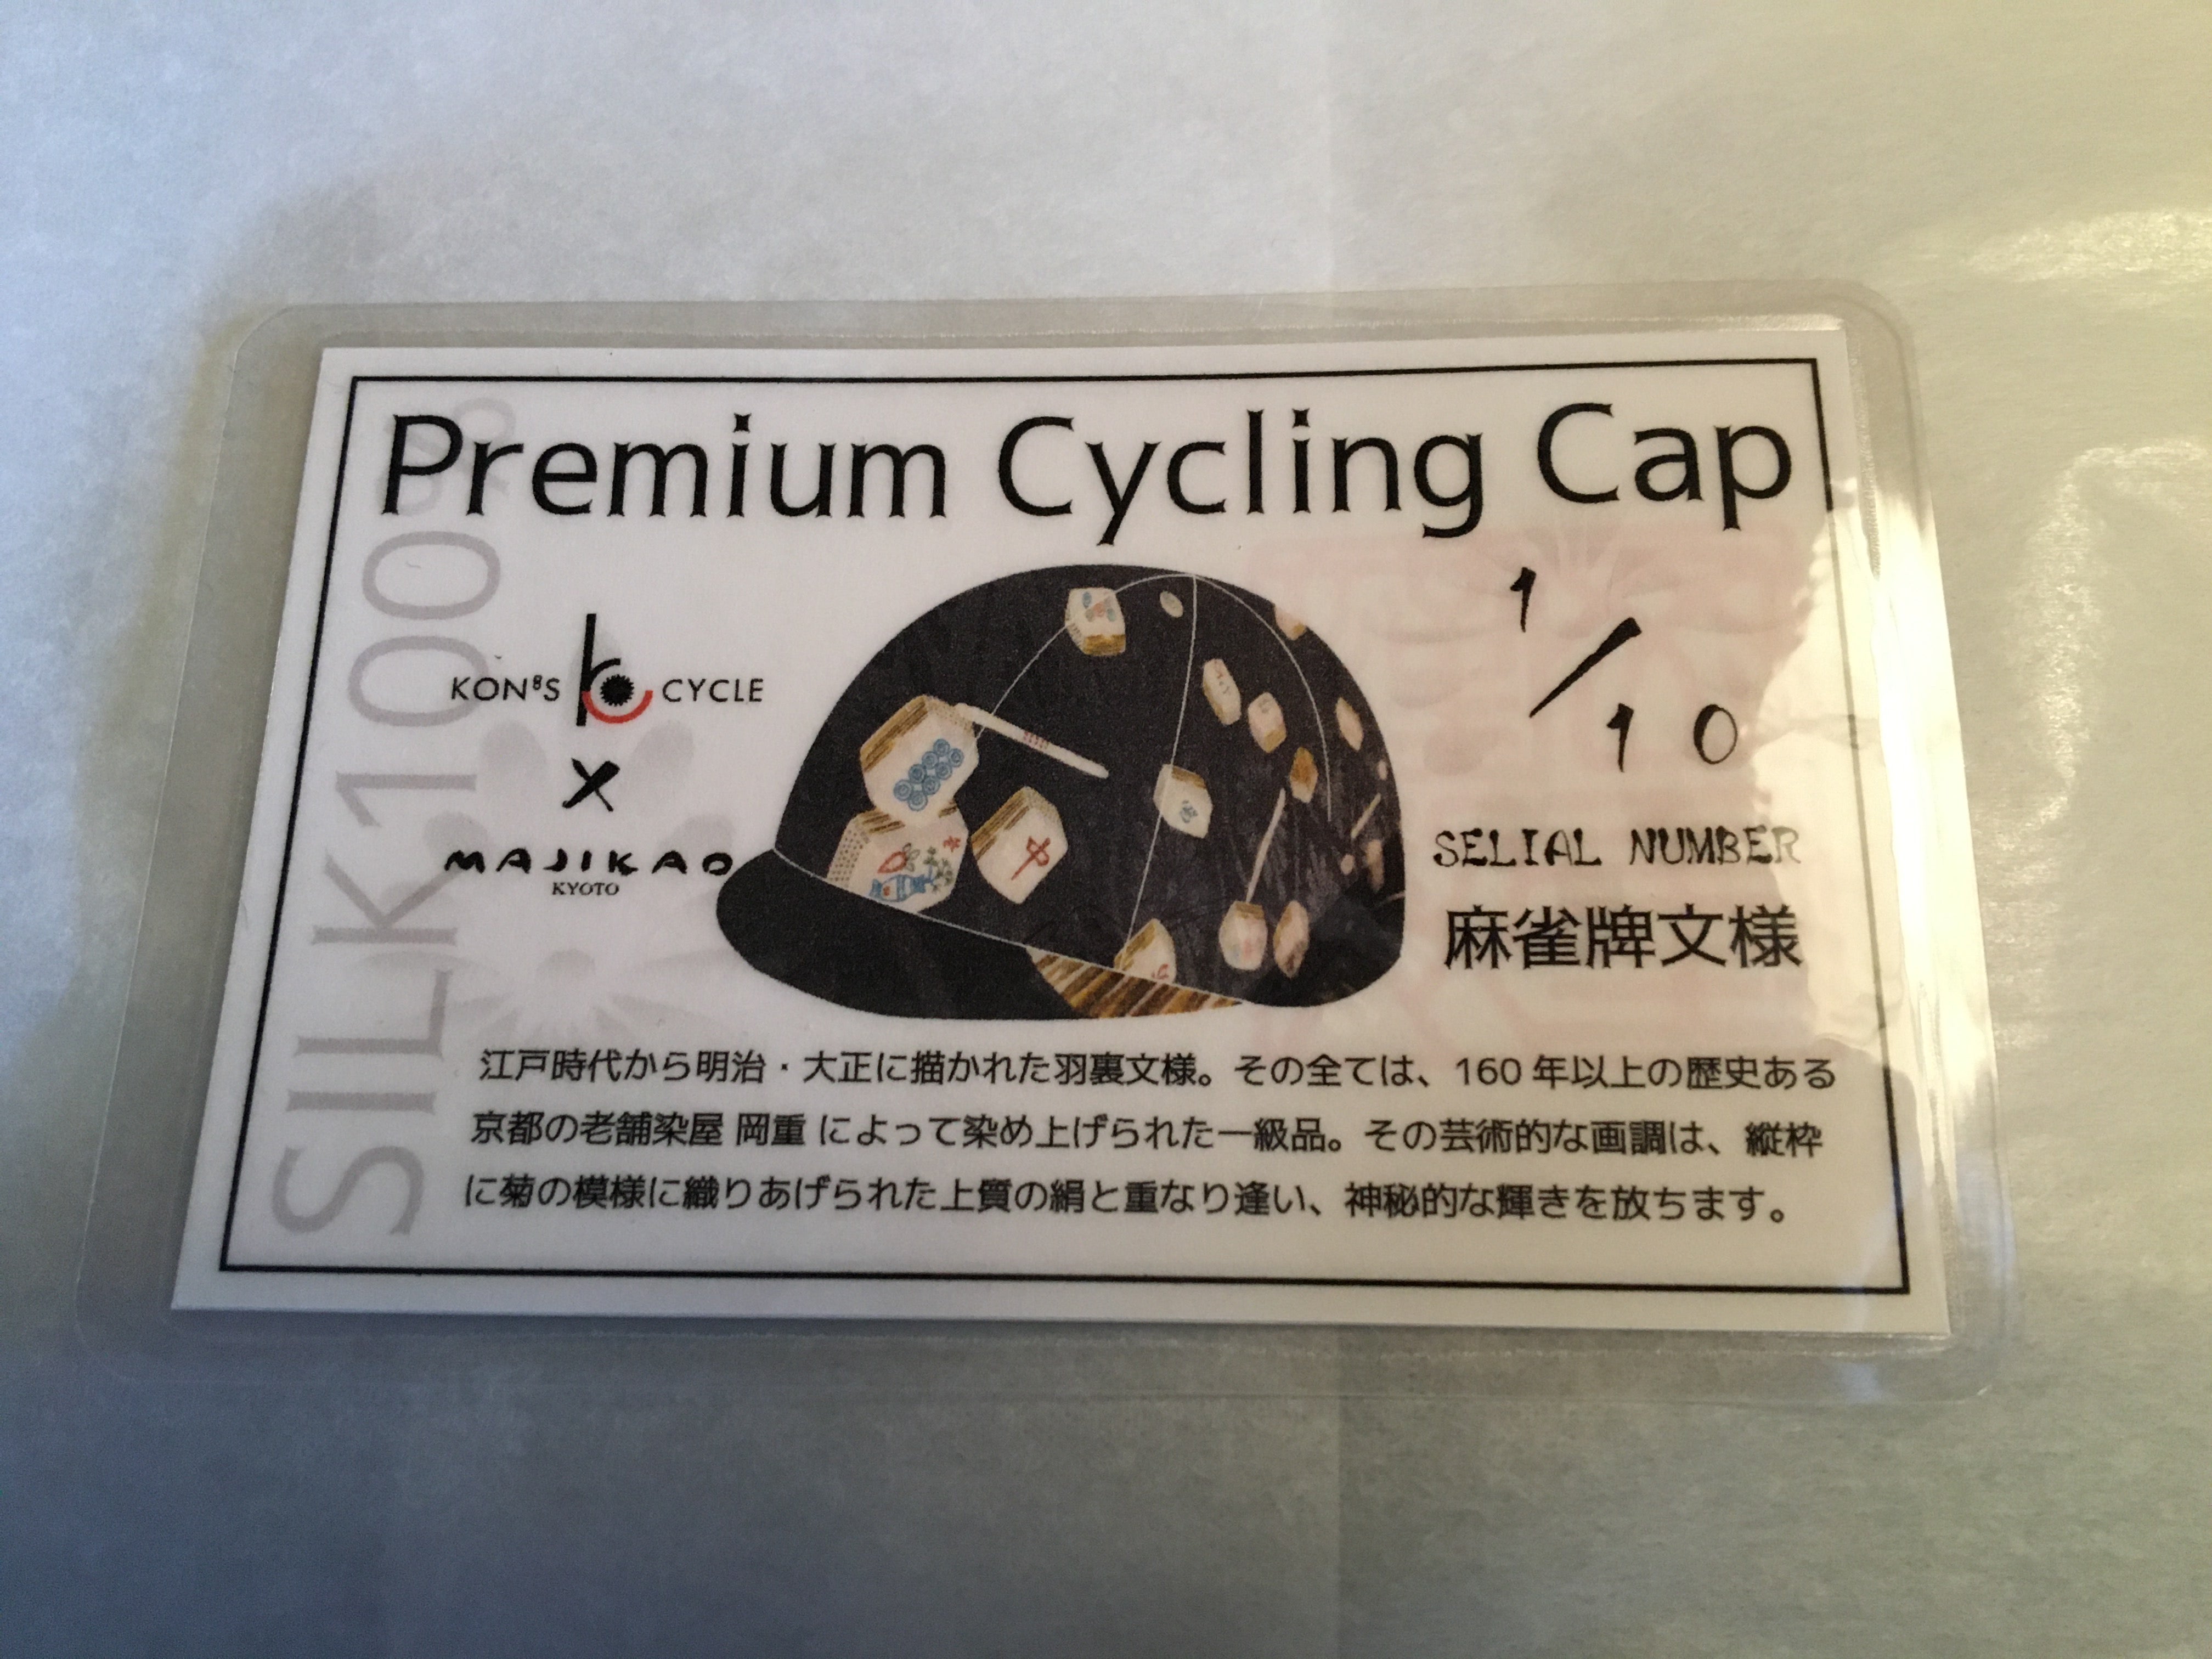 Premium Cycling Cap
SILK100%
KON'S CYCLE
×
MAJIKAO
KYOTO
1/10
SELIAL NUMBER
麻雀牌文様
江戸時代から明治・大正に描かれた羽裏文様。その全ては、160年以上の歴史ある
京都の老舗染屋 岡重 によって染め上げられた一級品。その芸術的な画調は、縦枠
に菊の模様に織りあげられた上質の絹と重なり逢い、神秘的な輝きを放ちます。